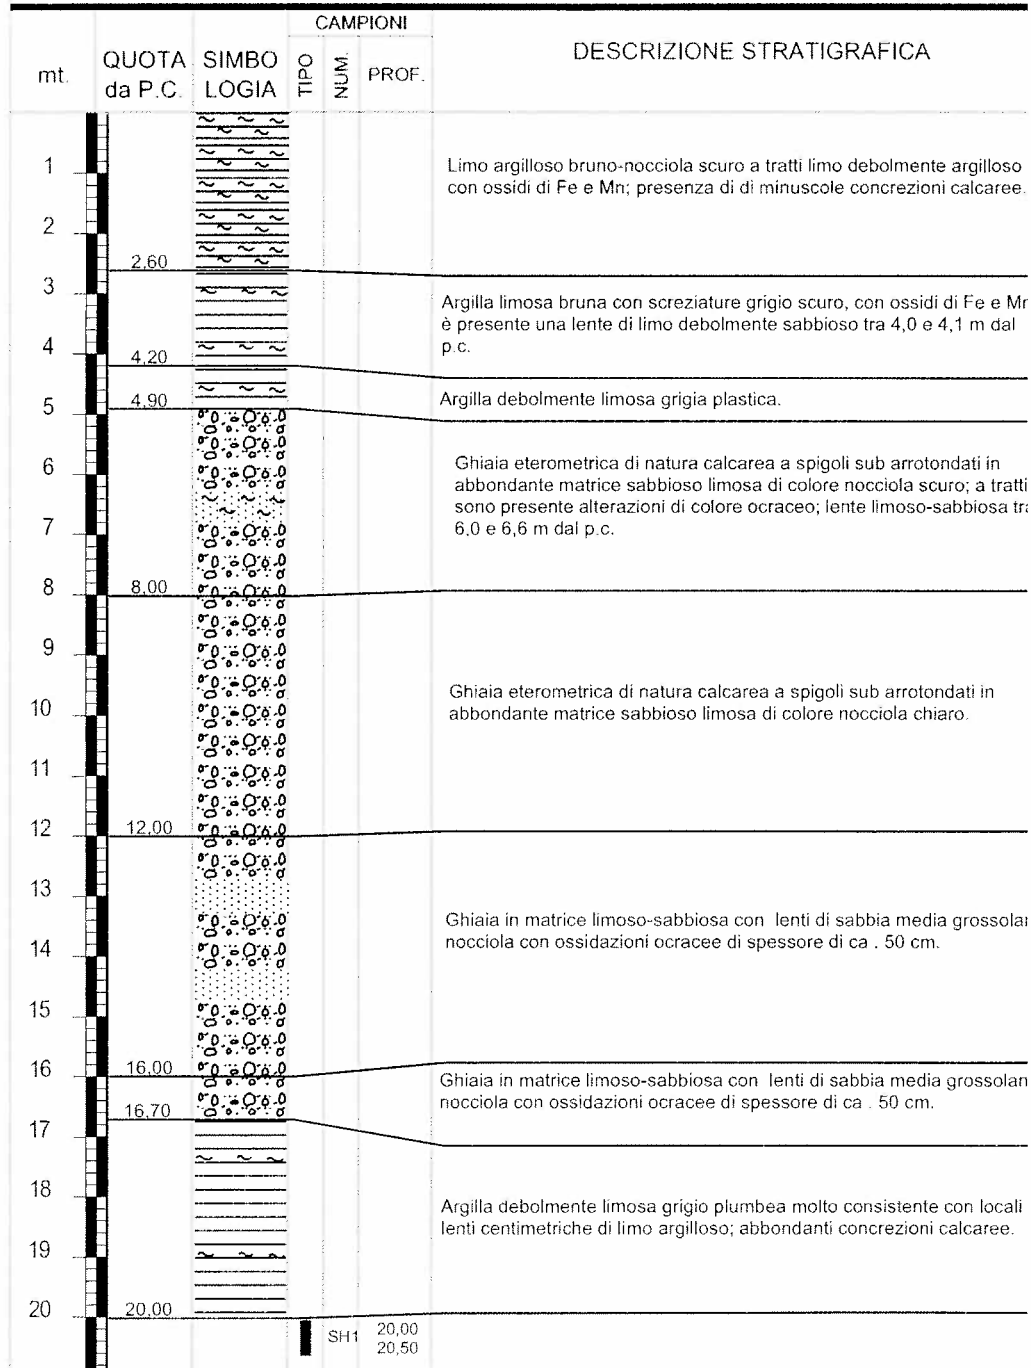 CAMPIONI
mt. QUOTA da P.C. SIMBO LOGIA TIPO NUM. PROF. DESCRIZIONE STRATIGRAFICA
1
Limo argilloso bruno-nocciola scuro a tratti limo debolmente argilloso
con ossidi di Fe e Mn; presenza di di minuscole concrezioni calcaree.
2
2,60
3
Argilla limosa bruna con screziature grigio scuro, con ossidi di Fe e Mn
è presente una lente di limo debolmente sabbioso tra 4,0 e 4,1 m dal
p.c.
4
4,20
Argilla debolmente limosa grigia plastica.
4,90
5
Ghiaia eterometrica di natura calcarea a spigoli sub arrotondati in
6
abbondante matrice sabbioso limosa di colore nocciola scuro; a tratti
sono presente alterazioni di colore ocraceo; lente limoso-sabbiosa tra
7
6,0 e 6,6 m dal p.c.
8
8,00
9
Ghiaia eterometrica di natura calcarea a spigoli sub arrotondati in
10
abbondante matrice sabbioso limosa di colore nocciola chiaro.
11
12
12,00
13
Ghiaia in matrice limoso-sabbiosa con lenti di sabbia media grossolan
14
nocciola con ossidazioni ocracee di spessore di ca . 50 cm.
15
16
16,00
Ghiaia in matrice limoso-sabbiosa con lenti di sabbia media grossolan
nocciola con ossidazioni ocracee di spessore di ca . 50 cm.
16,70
17
18
Argilla debolmente limosa grigio plumbea molto consistente con locali
lenti centimetriche di limo argilloso; abbondanti concrezioni calcaree.
19
20
20,00
SH1 20,00
20,50